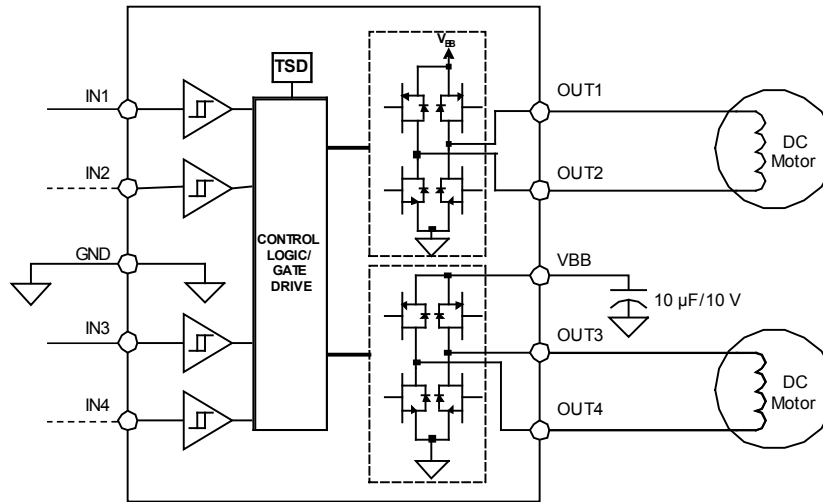 V_BB
TSD
IN1
OUT1
DC
Motor
IN2
OUT2
CONTROL
LOGIC/
GATE
DRIVE
GND
VBB
10 µF/10 V
IN3
OUT3
DC
Motor
IN4
OUT4